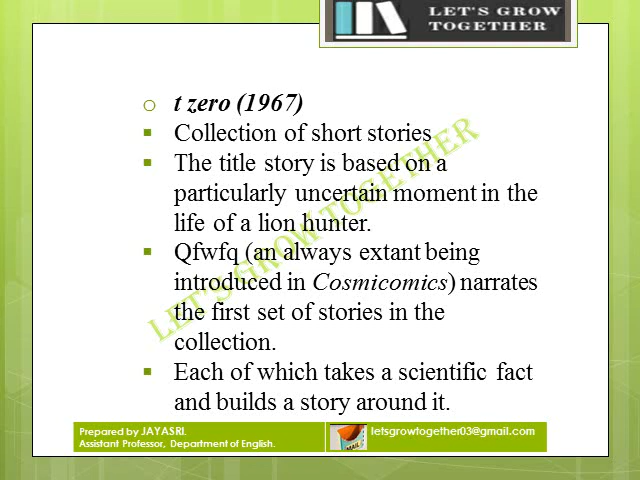 LET'S GROW
TOGETHER
t zero (1967)
Collection of short stories
The title story is based on a
particularly uncertain moment in the
life of a lion hunter.
Qfwfq (an always extant being
introduced in Cosmicomics) narrates
the first set of stories in the
collection.
Each of which takes a scientific fact
and builds a story around it.
LET'S GROW TOGETHER
Prepared by JAYASRI.
Assistant Professor, Department of English.
letsgrowtogether03@gmail.com